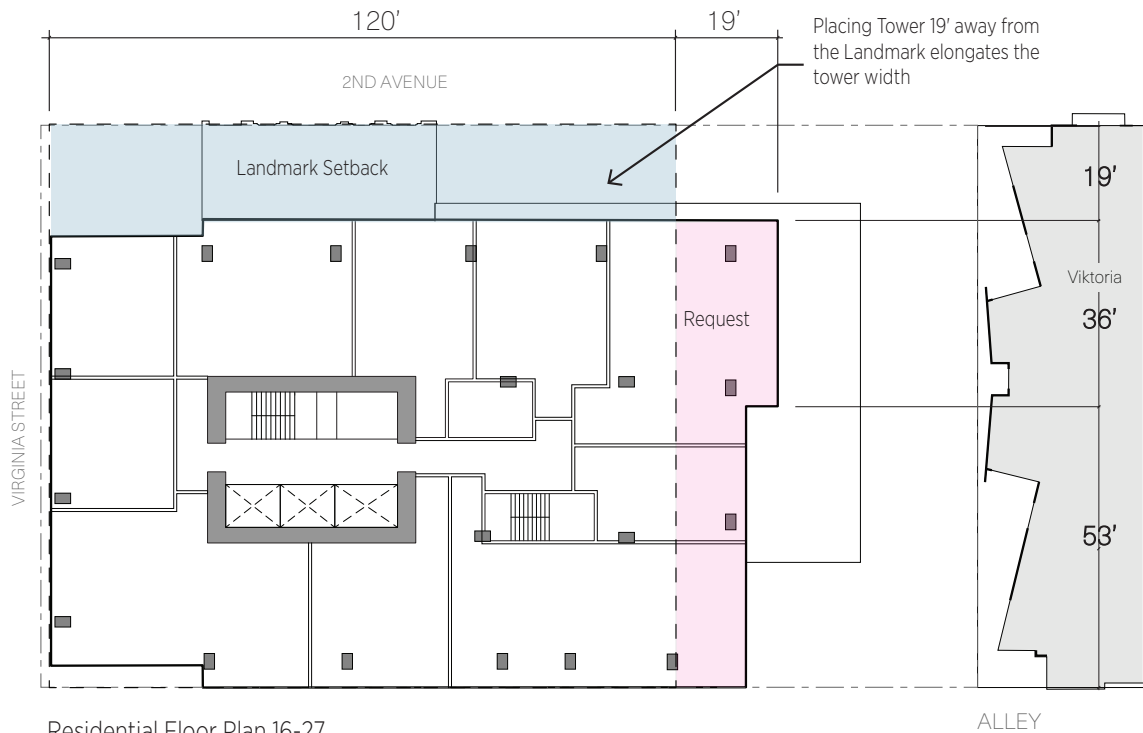 120'
19'
Placing Tower 19' away from
the Landmark elongates the
tower width
2ND AVENUE
Landmark Setback
19'
Viktoria
Request
36'
VIRGINIA STREET
53'
Residential Floor Plan 16-27
ALLEY